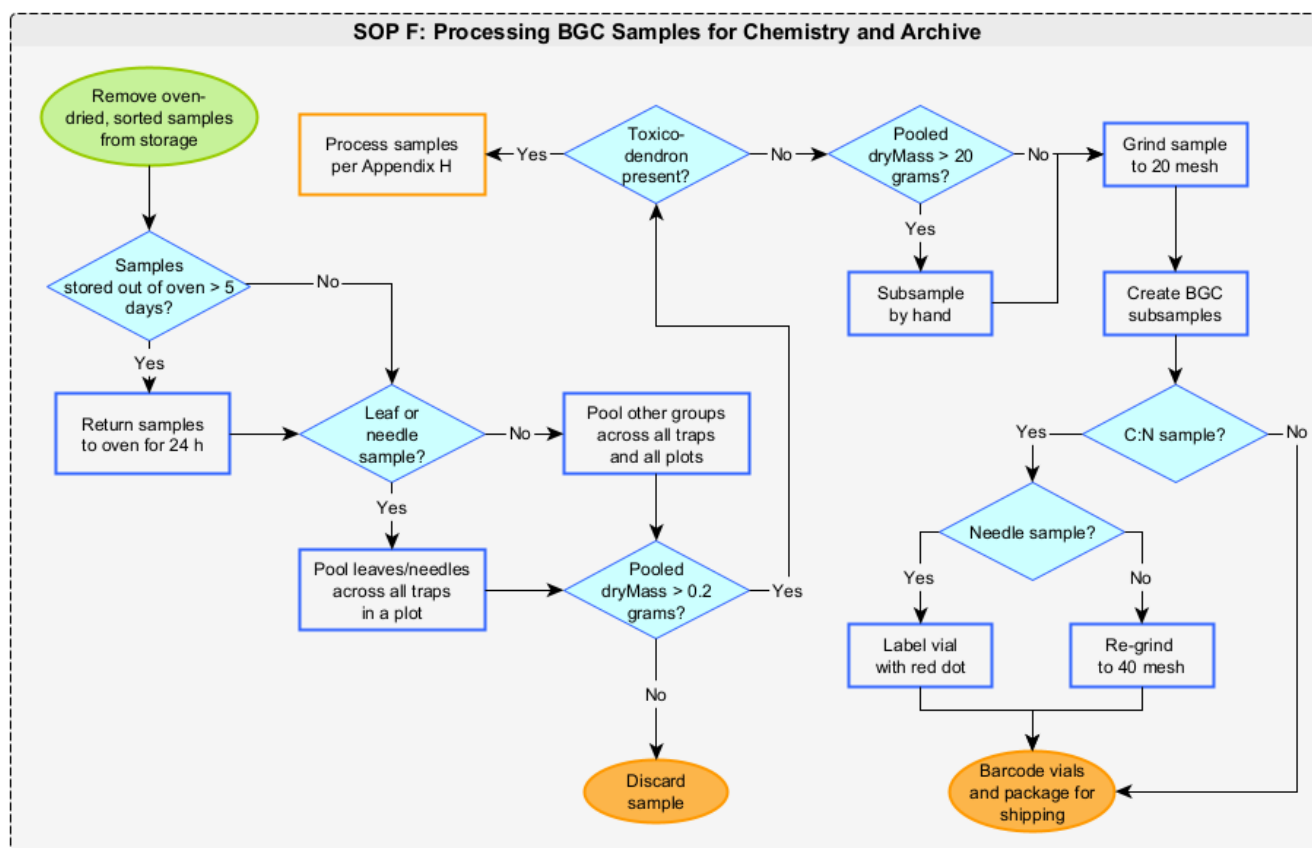 SOP F: Processing BGC Samples for Chemistry and Archive
Remove oven-
dried, sorted samples
from storage
Samples
stored out of oven > 5
days?
No
Yes
Return samples
to oven for 24 h
Leaf or
needle
sample?
No
Yes
Pool other groups
across all traps
and all plots
Pool leaves/needles
across all traps
in a plot
Pooled
dryMass > 0.2
grams?
Yes
No
Discard
sample
Toxico-
dendron
present?
Yes
Process samples
per Appendix H
No
Pooled
dryMass > 20
grams?
No
Yes
Subsample
by hand
Grind sample
to 20 mesh
Create BGC
subsamples
C:N sample?
Yes
No
Needle sample?
Yes
No
Label vial
with red dot
Re-grind
to 40 mesh
Barcode vials
and package for
shipping